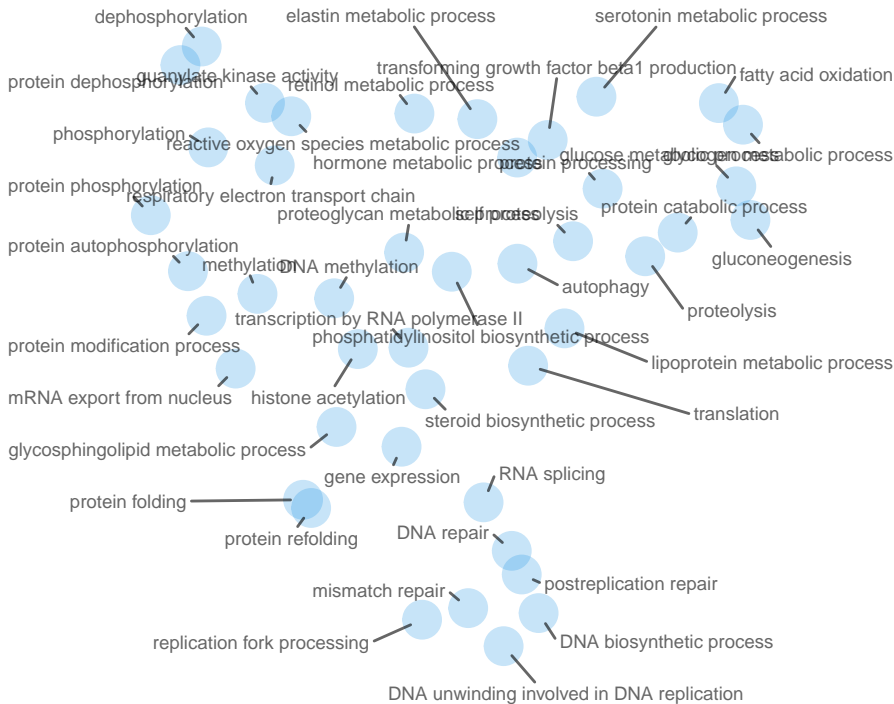 dephosphorylation
elastin metabolic process
serotonin metabolic process
transforming growth factor beta1 production
fatty acid oxidation
protein dephosphorylation
guanylate kinase activity
retinol metabolic process
phosphorylation
reactive oxygen species metabolic process
hormone metabolic process
protein processing
glucose metabolic process
glycogen metabolic process
protein phosphorylation
respiratory electron transport chain
proteoglycan metabolic process
self proteolysis
protein catabolic process
protein autophosphorylation
methylation
DNA methylation
autophagy
gluconeogenesis
proteolysis
transcription by RNA polymerase II
phosphatidylinositol biosynthetic process
protein modification process
lipoprotein metabolic process
mRNA export from nucleus
histone acetylation
steroid biosynthetic process
translation
glycosphingolipid metabolic process
gene expression
RNA splicing
protein folding
protein refolding
DNA repair
postreplication repair
mismatch repair
replication fork processing
DNA biosynthetic process
DNA unwinding involved in DNA replication